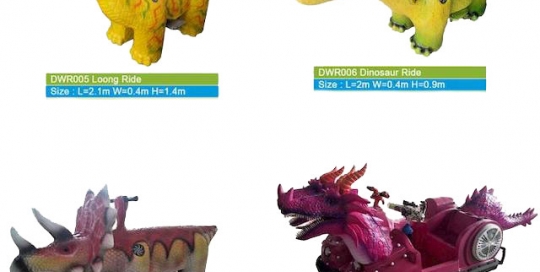 DWR005 Loong Ride
Size : L=2.1m W=0.4m H=1.4m
DWR006 Dinosaur Ride
Size : L=2m W=0.4m H=0.9m